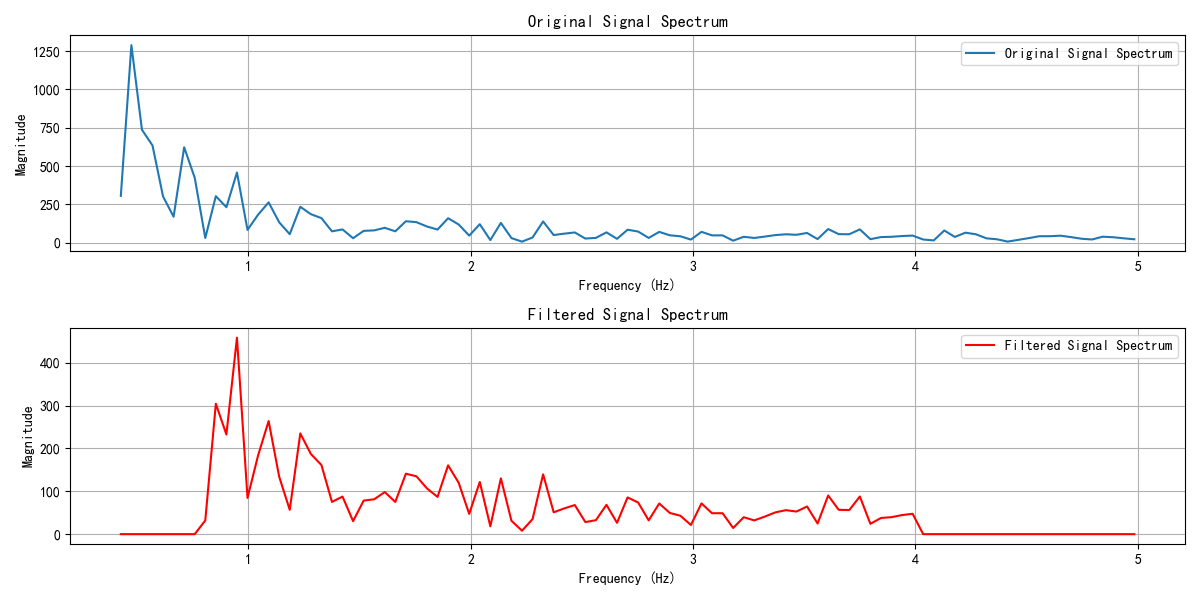 Original Signal Spectrum
Original Signal Spectrum
Magnitude
1250
1000
750
500
250
0
1 2 3 4 5
Frequency (Hz)
Filtered Signal Spectrum
Filtered Signal Spectrum
Magnitude
400
300
200
100
0
1 2 3 4 5
Frequency (Hz)